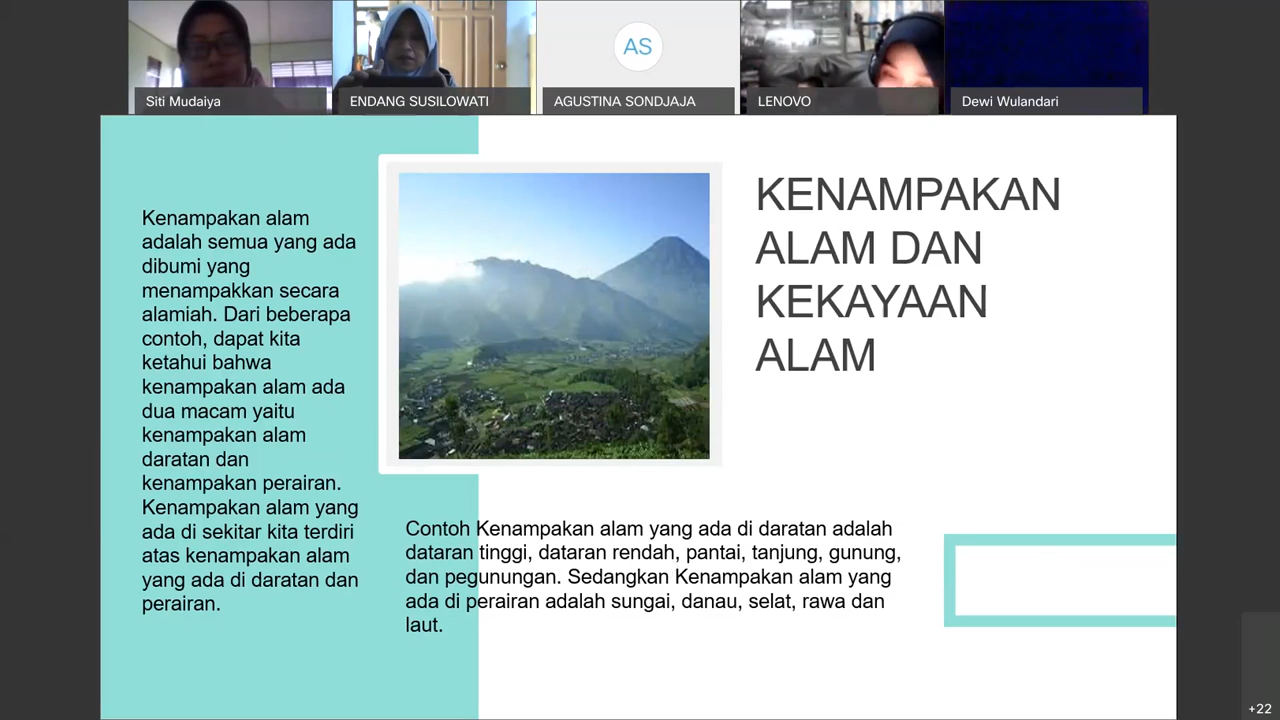 Siti Mudaiya
ENDANG SUSILOWATI
AS
AGUSTINA SONDJAJA
LENOVO
Dewi Wulandari
KENAMPAKAN
ALAM DAN
KEKAYAAN
ALAM
Kenampakan alam
adalah semua yang ada
dibumi yang
menampakkan secara
alamiah. Dari beberapa
contoh, dapat kita
ketahui bahwa
kenampakan alam ada
dua macam yaitu
kenampakan alam
daratan dan
kenampakan perairan.
Kenampakan alam yang
ada di sekitar kita terdiri
atas kenampakan alam
yang ada di daratan dan
perairan.
Contoh Kenampakan alam yang ada di daratan adalah
dataran tinggi, dataran rendah, pantai, tanjung, gunung,
dan pegunungan. Sedangkan Kenampakan alam yang
ada di perairan adalah sungai, danau, selat, rawa dan
laut.
+22